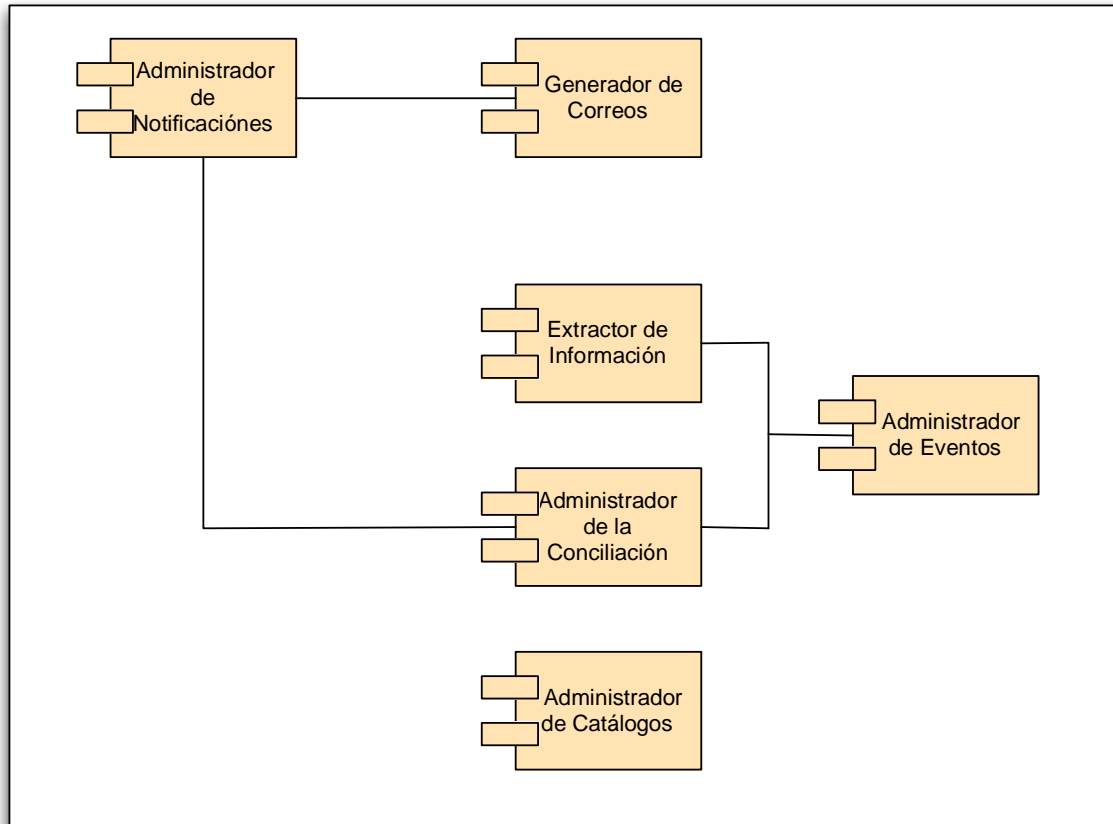 Administrador
de
Notificaciónes
Generador de
Correos
Extractor de
Información
Administrador
de Eventos
Administrador
de la
Conciliación
Administrador
de Catálogos